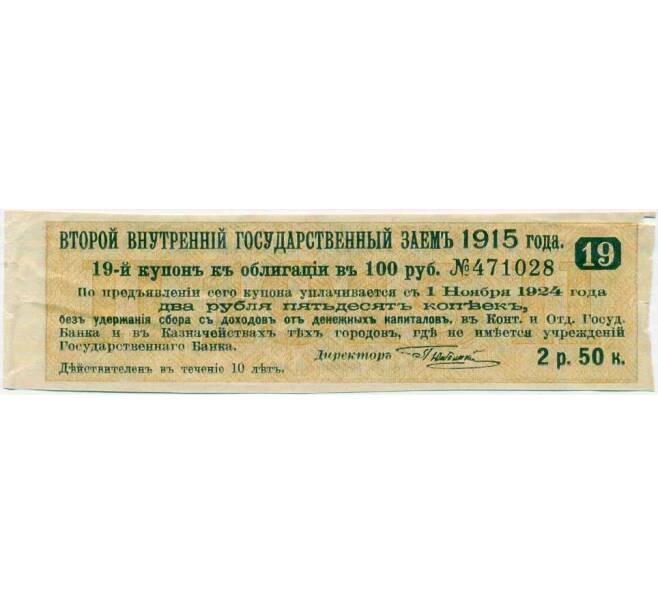 ВТОРОЙ ВНУТРЕННІЙ ГОСУДАРСТВЕННЫЙ ЗАЕМЪ 1915 года.
19
19-й купонъ къ облигаціи въ 100 руб. №471028
По предъявленіи сего купона уплачивается съ 1 Ноября 1924 года
два рубля пятьдесятъ копѣекъ,
безъ удержанія сбора съ доходовъ отъ денежныхъ капиталовъ, въ Конт. и Отд. Госуд.
Банка и въ Казначействахъ тѣхъ городовъ, гдѣ не имѣется учрежденій
Государственнаго Банка.
Директоръ
2 р. 50 к.
Дѣйствителенъ въ теченіе 10 лѣтъ.